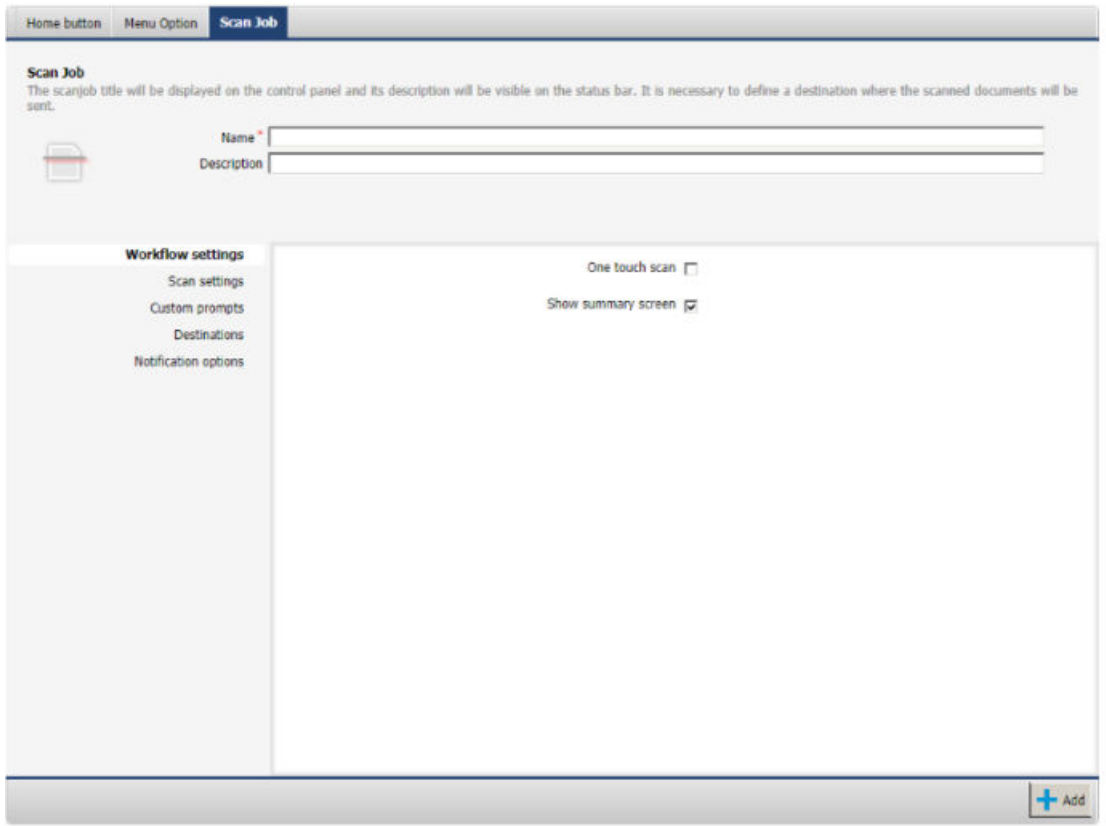 Home button Menu Option Scan Job
Scan Job
The scanjob title will be displayed on the control panel and its description will be visible on the status bar. It is necessary to define a destination where the scanned documents will be
sent.
Name *
Description
Workflow settings
One touch scan
Scan settings
Show summary screen
Custom prompts
Destinations
Notification options
Add